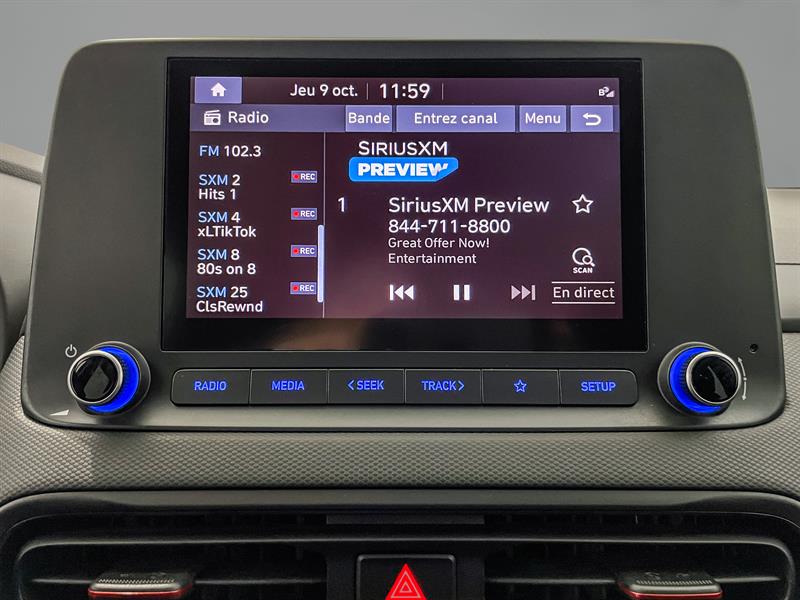 Jeu 9 oct. 11:59
Radio Bande Entrez canal Menu
FM 102.3
SXM 2 REC
Hits 1
SXM 4 REC
xLTikTok
SXM 8 REC
80s on 8
SXM 25 REC
ClsRewnd
SIRIUSXM
PREVIEW
1 SiriusXM Preview
844-711-8800
Great Offer Now!
Entertainment
SCAN
En direct
RADIO MEDIA <SEEK TRACK> SETUP